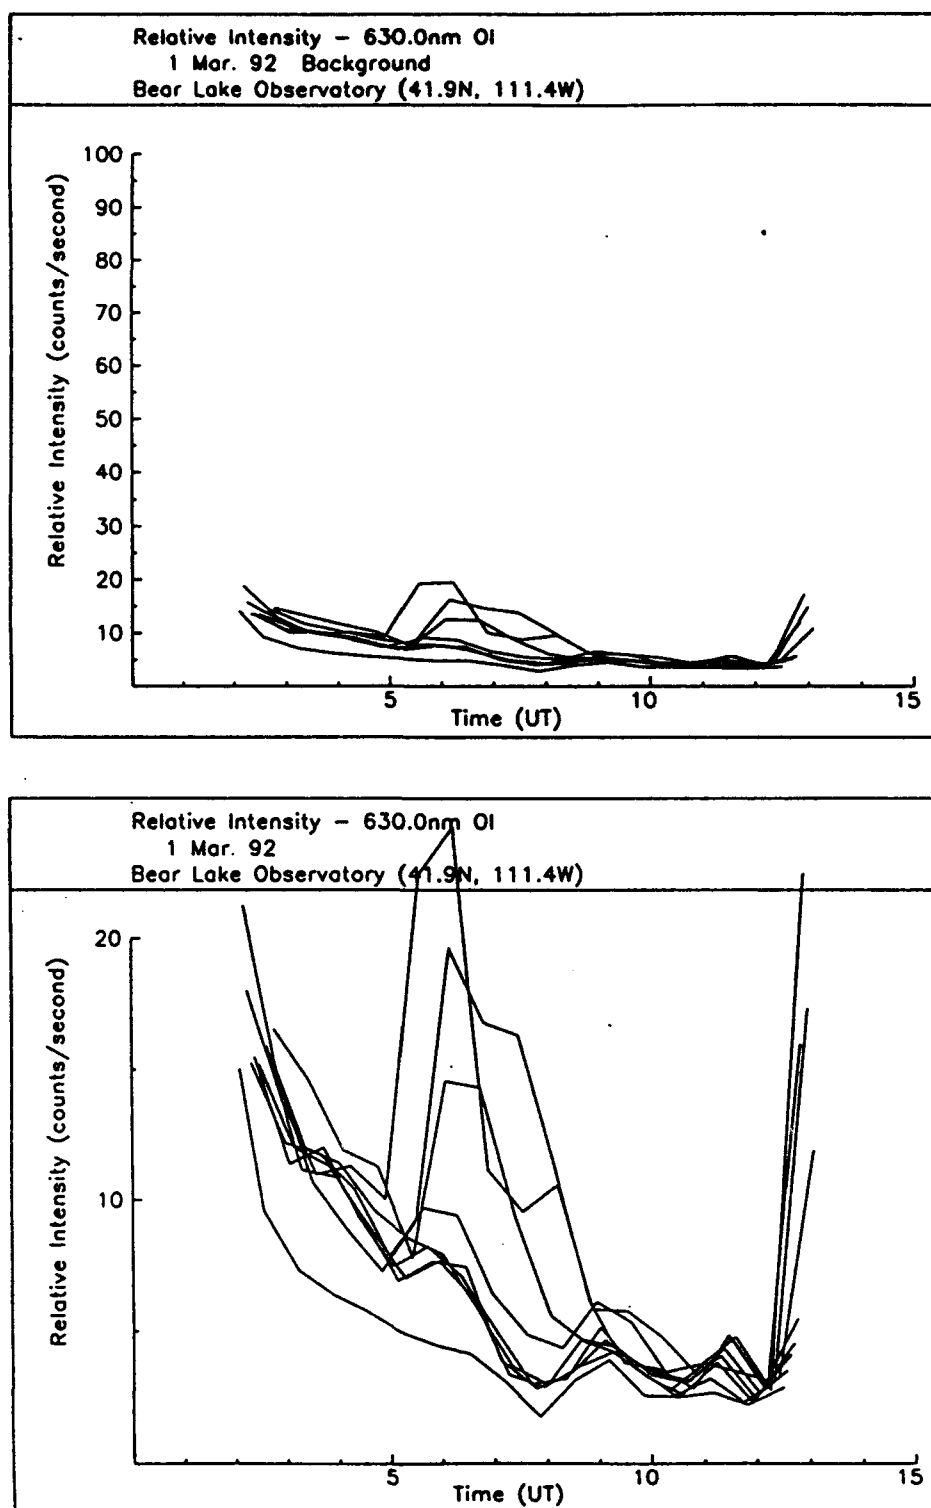 Relative Intensity - 630.0nm OI
1 Mar. 92 Background
Bear Lake Observatory (41.9N, 111.4W)
Relative Intensity (counts/second)
100
90
80
70
60
50
40
30
20
10
5
10
15
Time (UT)
Relative Intensity - 630.0nm OI
1 Mar. 92
Bear Lake Observatory (41.9N, 111.4W)
Relative Intensity (counts/second)
20
10
5
10
15
Time (UT)